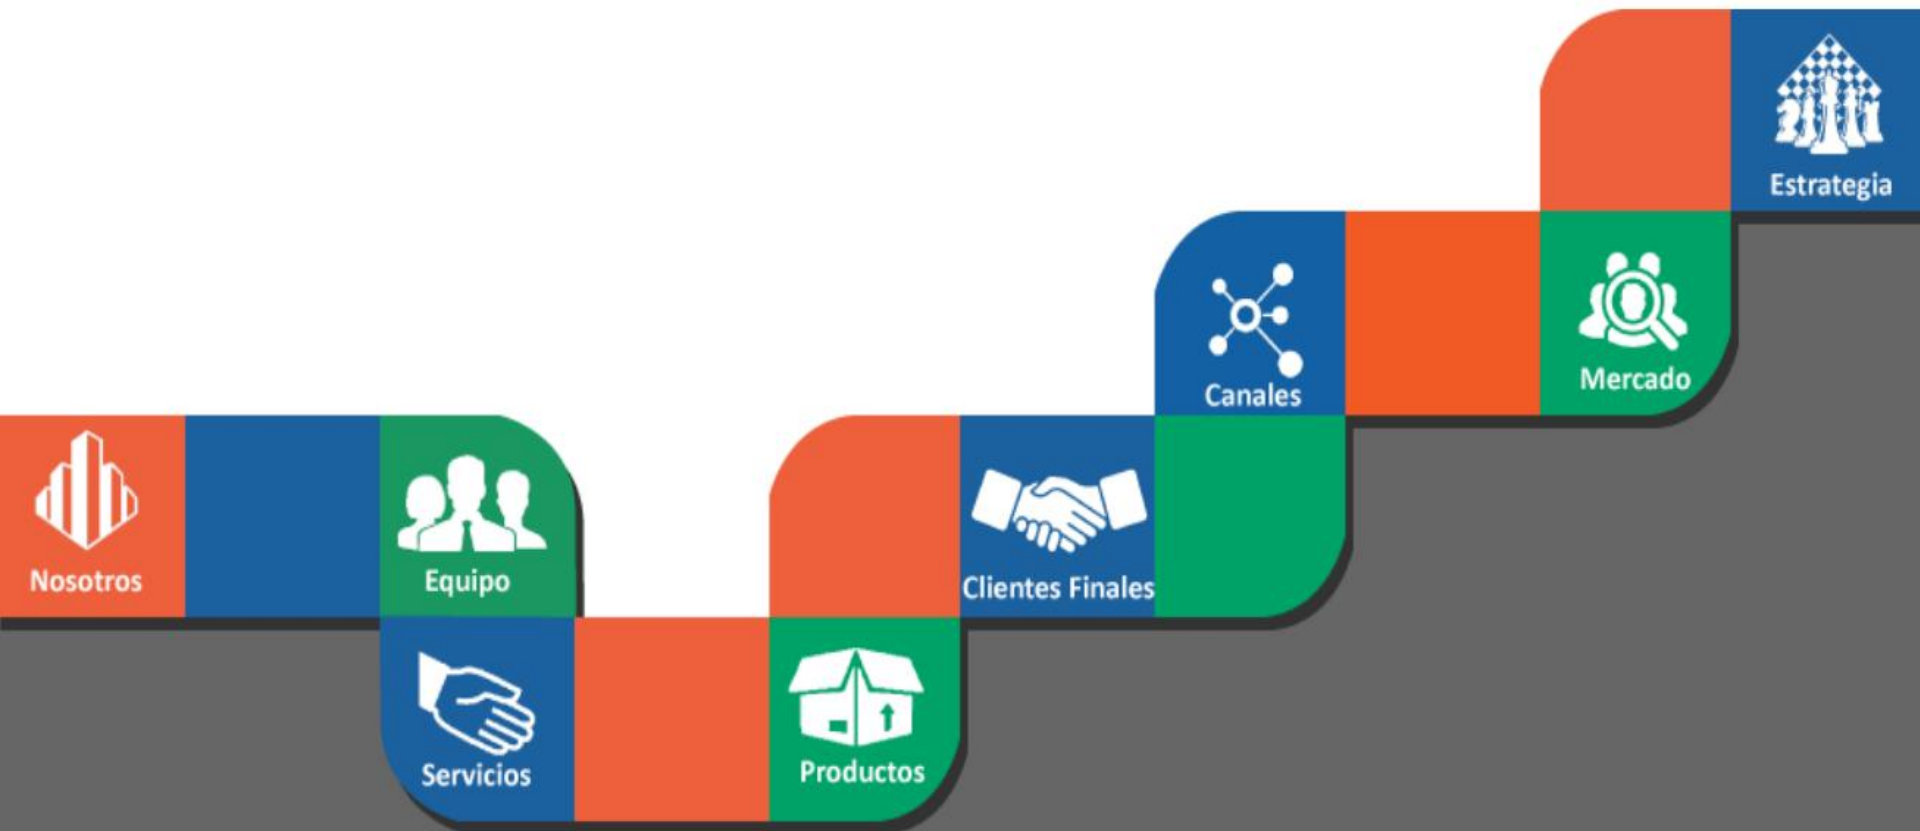 Nosotros
Equipo
Servicios
Productos
Clientes Finales
Canales
Mercado
Estrategia